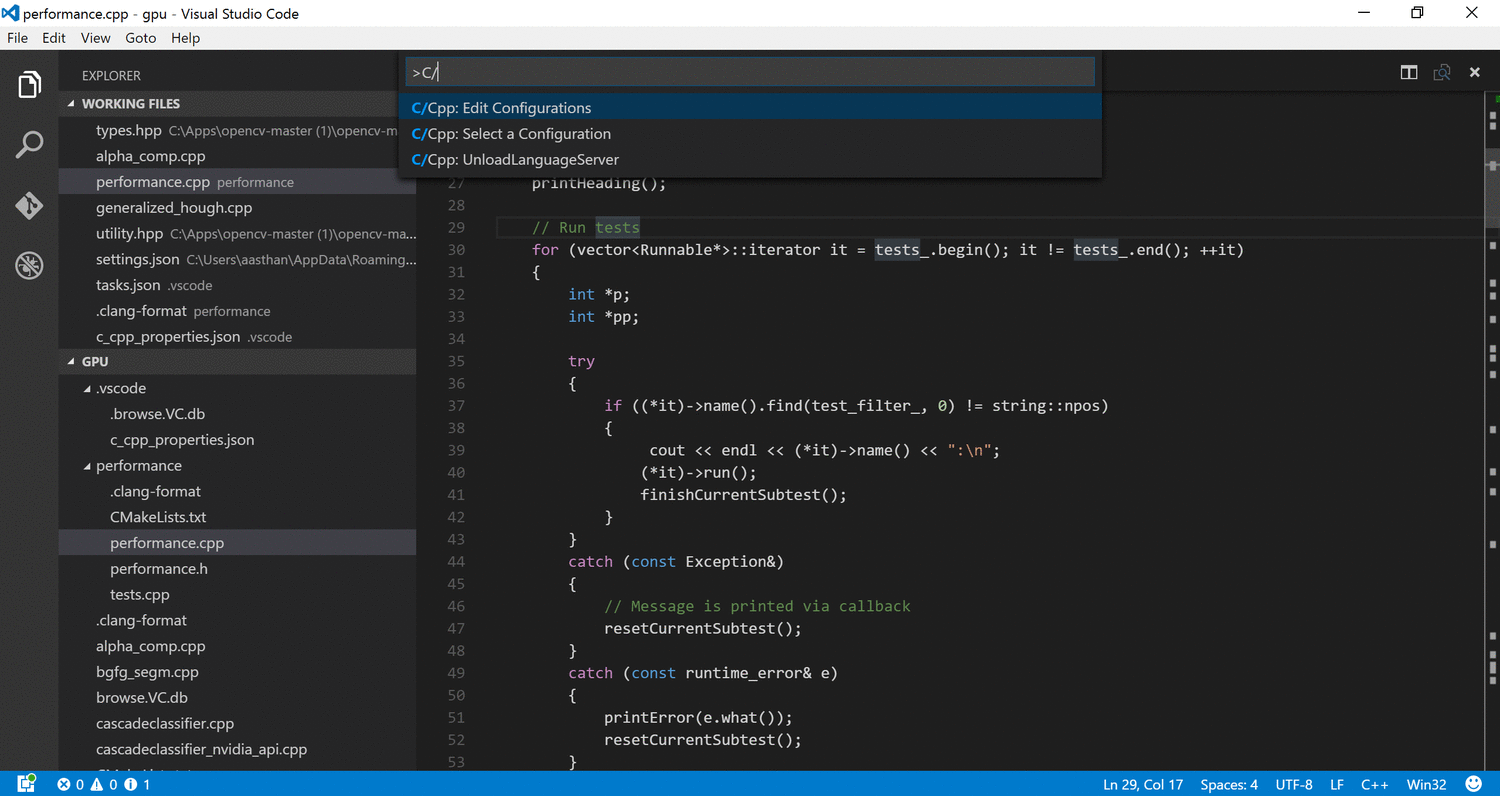 performance.cpp - gpu - Visual Studio Code
File Edit View Goto Help
EXPLORER
WORKING FILES
types.hpp C:\Apps\opencv-master (1)\opencv-m
alpha_comp.cpp
performance.cpp performance
generalized_hough.cpp
utility.hpp C:\Apps\opencv-master (1)\opencv-ma...
settings.json C:\Users\aasthan\AppData\Roaming...
tasks.json .vscode
.clang-format performance
c_cpp_properties.json .vscode
GPU
.vscode
.browse.VC.db
c_cpp_properties.json
performance
.clang-format
CMakeLists.txt
performance.cpp
performance.h
tests.cpp
.clang-format
alpha_comp.cpp
bgfg_segm.cpp
browse.VC.db
cascadeclassifier.cpp
cascadeclassifier_nvidia_api.cpp
>C/
C/Cpp: Edit Configurations
C/Cpp: Select a Configuration
C/Cpp: UnloadLanguageServer
27 printHeading();
28
29 // Run tests
30 for (vector<Runnable*>::iterator it = tests_.begin(); it != tests_.end(); ++it)
31 {
32 int *p;
33 int *pp;
34
35 try
36 {
37 if ((*it)->name().find(test_filter_, 0) != string::npos)
38 {
39 cout << endl << (*it)->name() << ":\n";
40 (*it)->run();
41 finishCurrentSubtest();
42 }
43 }
44 catch (const Exception&)
45 {
46 // Message is printed via callback
47 resetCurrentSubtest();
48 }
49 catch (const runtime_error& e)
50 {
51 printError(e.what());
52 resetCurrentSubtest();
53 }
0 0 1
Ln 29, Col 17 Spaces: 4 UTF-8 LF C++ Win32